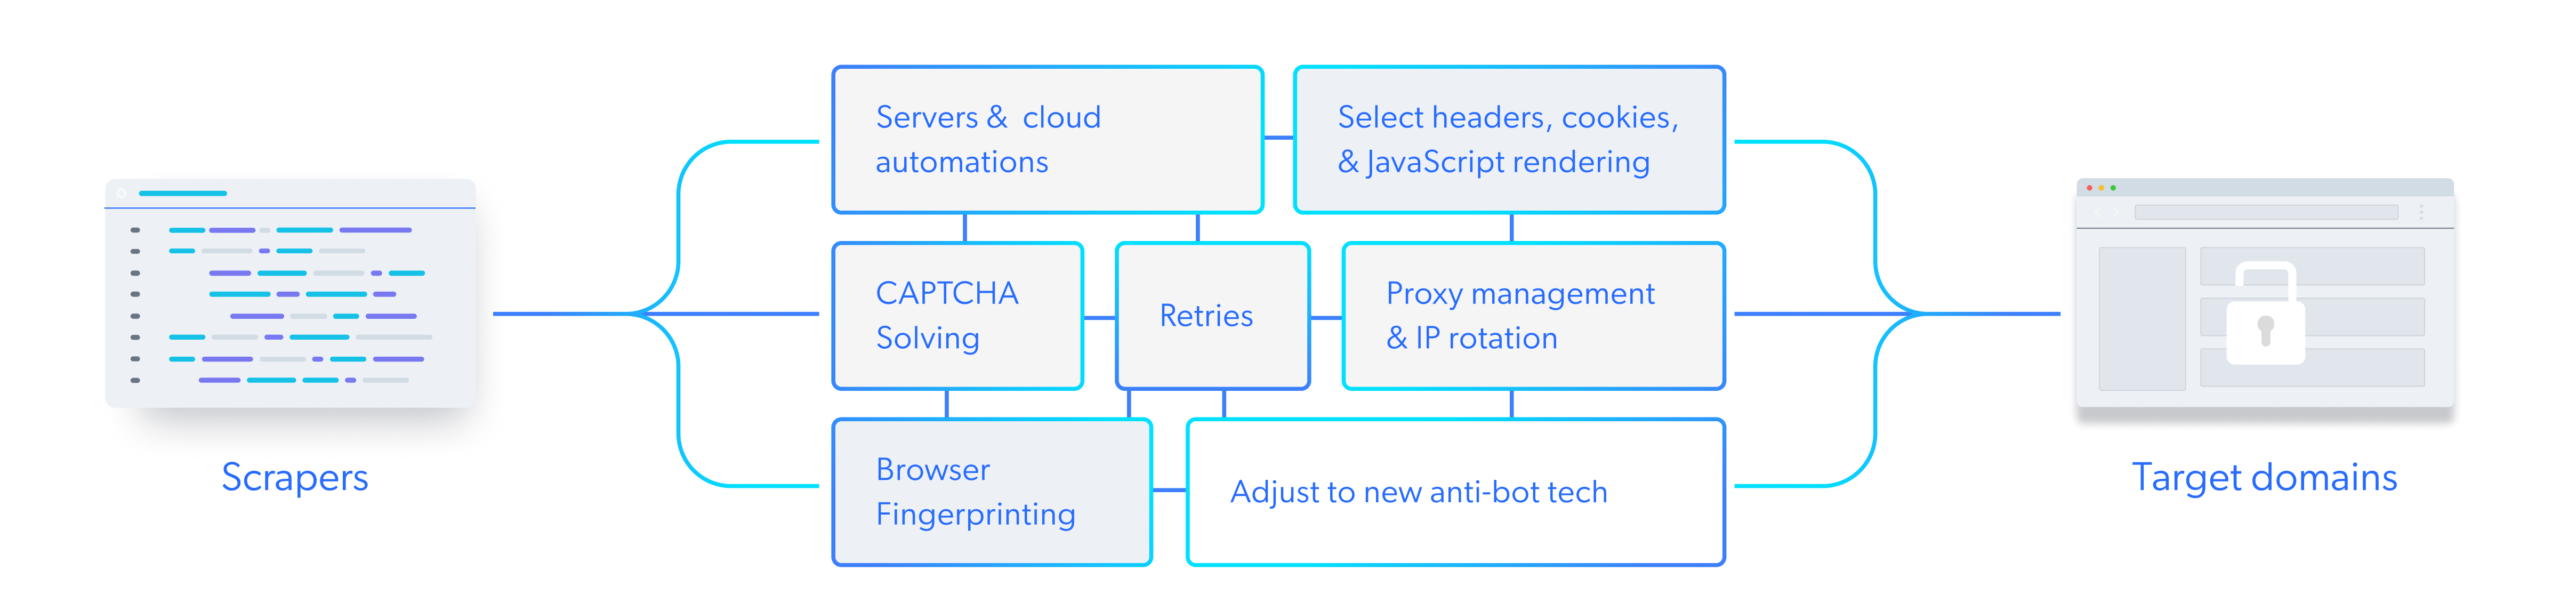 Scrapers
Servers & cloud
automations
Select headers, cookies,
& JavaScript rendering
CAPTCHA
Solving
Retries
Proxy management
& IP rotation
Browser
Fingerprinting
Adjust to new anti-bot tech
Target domains